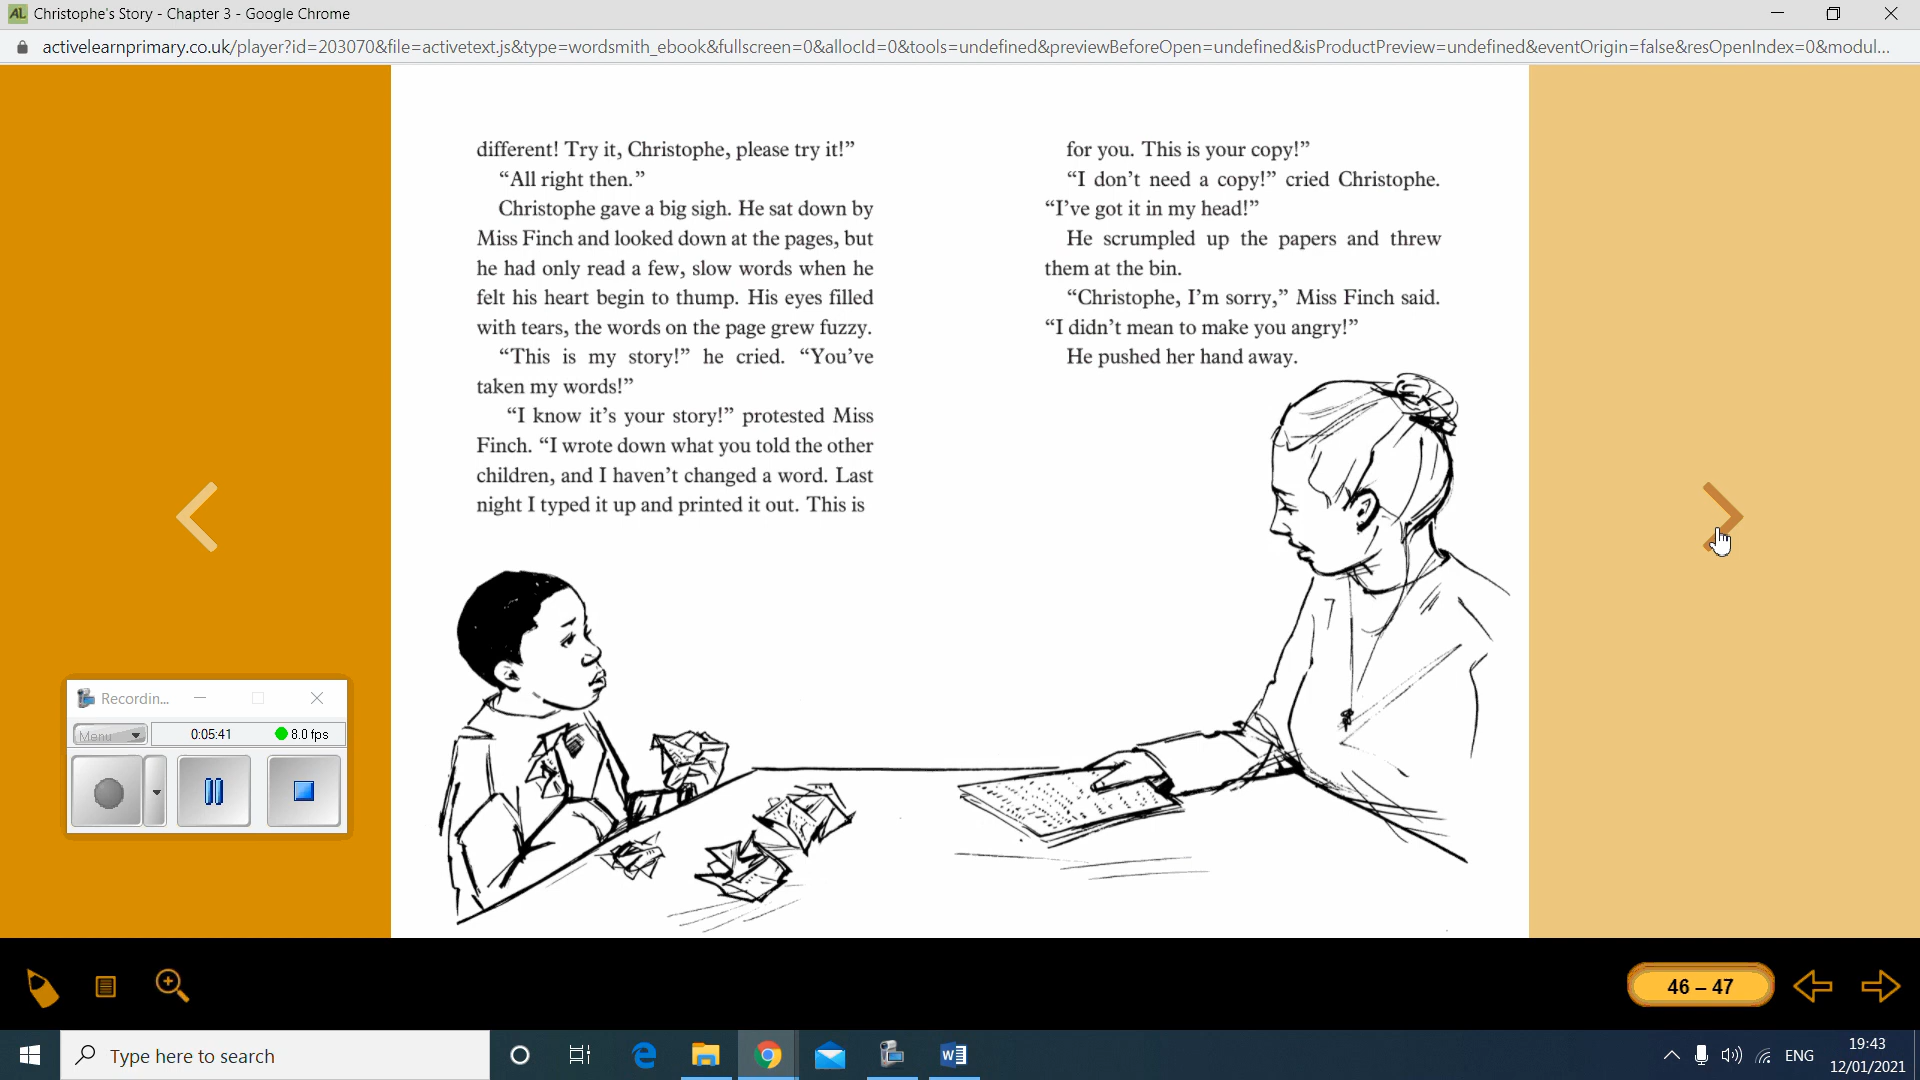 AL Christophe's Story - Chapter 3 - Google Chrome
activelearnprimary.co.uk/player?id=203070&file=activetext.js&type=wordsmith_ebook&fullscreen=0&allocId=0&tools=undefined&previewBeforeOpen=undefined&isProductPreview=undefined&eventOrigin=false&resOpenIndex=0&modul...
different! Try it, Christophe, please try it!”
“All right then.”
Christophe gave a big sigh. He sat down by
Miss Finch and looked down at the pages, but
he had only read a few, slow words when he
felt his heart begin to thump. His eyes filled
with tears, the words on the page grew fuzzy.
“This is my story!” he cried. “You’ve
taken my words!”
“I know it’s your story!” protested Miss
Finch. “I wrote down what you told the other
children, and I haven’t changed a word. Last
night I typed it up and printed it out. This is
for you. This is your copy!”
“I don’t need a copy!” cried Christophe.
“I’ve got it in my head!”
He scrumpled up the papers and threw
them at the bin.
“Christophe, I’m sorry,” Miss Finch said.
“I didn’t mean to make you angry!”
He pushed her hand away.
Recordin...
Menu 0:05:41 8.0 fps
46 – 47
Type here to search
ENG
19:43
12/01/2021